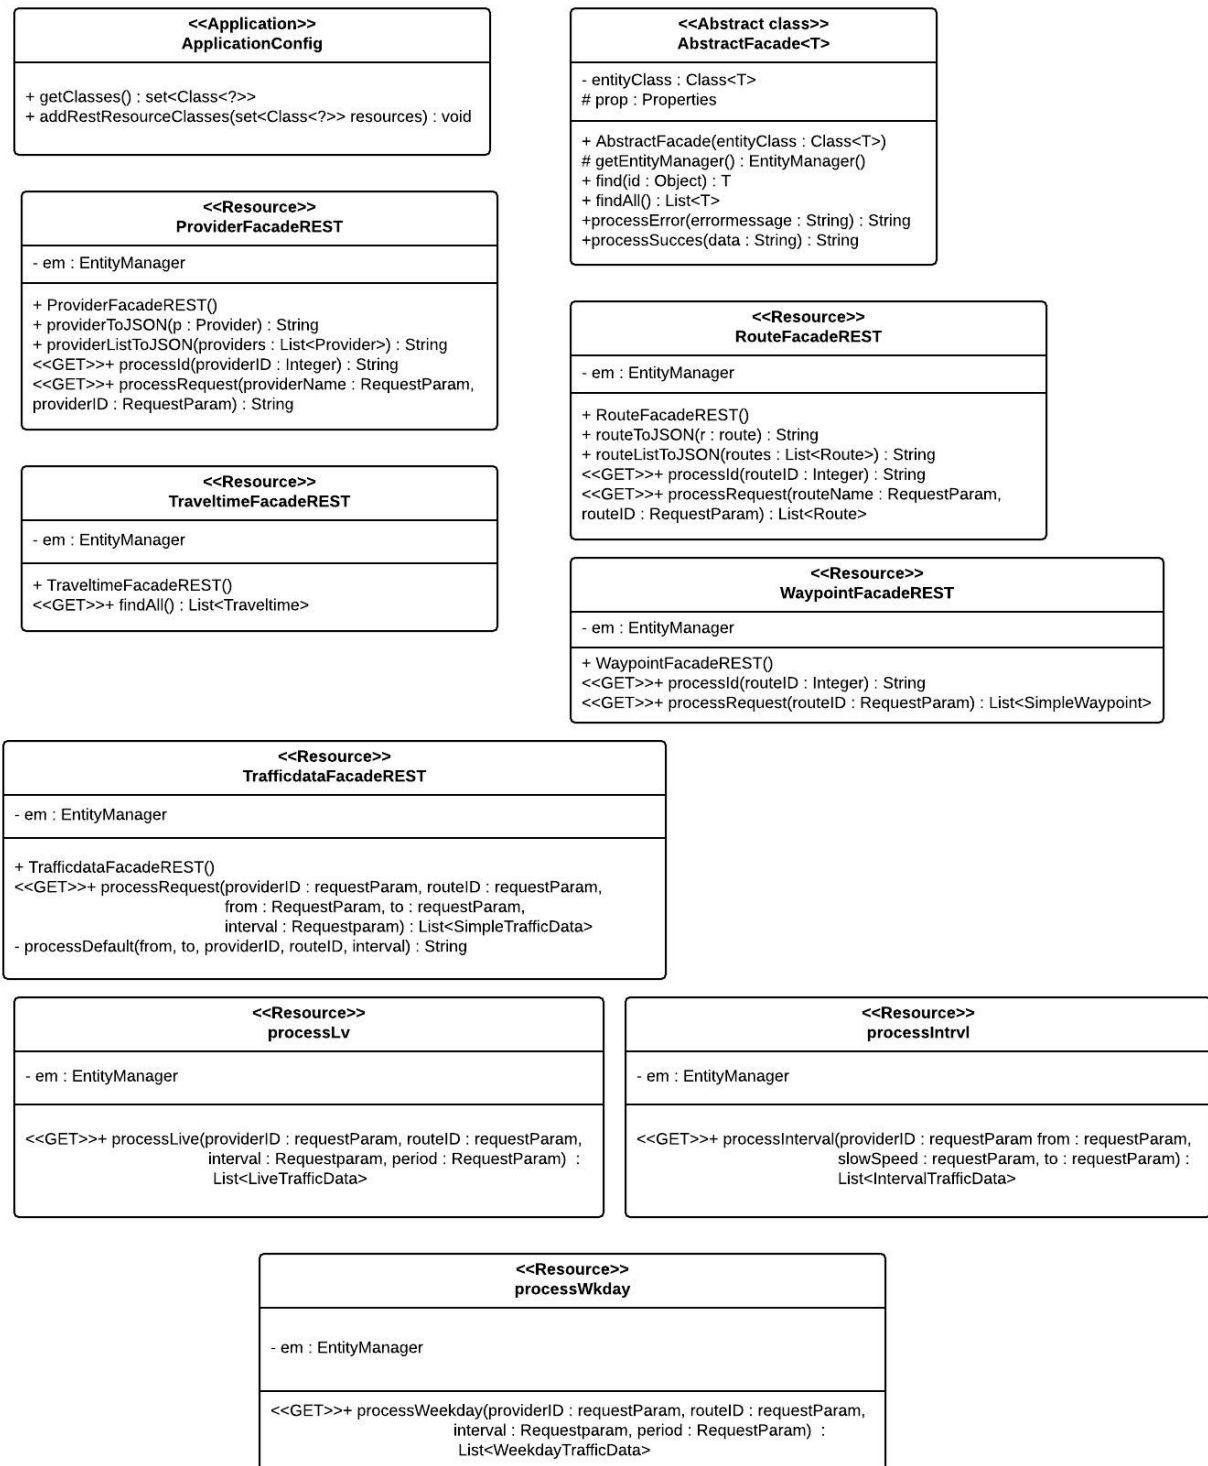 <<Application>>
ApplicationConfig
+ getClasses() : set<Class<?>>
+ addRestResourceClasses(set<Class<?>> resources) : void
<<Abstract class>>
AbstractFacade<T>
- entityClass : Class<T>
# prop : Properties
+ AbstractFacade(entityClass : Class<T>)
# getEntityManager() : EntityManager()
+ find(id : Object) : T
+ findAll() : List<T>
+processError(errormessage : String) : String
+processSucces(data : String) : String
<<Resource>>
ProviderFacadeREST
- em : EntityManager
+ ProviderFacadeREST()
+ providerToJSON(p : Provider) : String
+ providerListToJSON(providers : List<Provider>) : String
<<GET>>+ processId(providerID : Integer) : String
<<GET>>+ processRequest(providerName : RequestParam,
providerID : RequestParam) : String
<<Resource>>
RouteFacadeREST
- em : EntityManager
+ RouteFacadeREST()
+ routeToJSON(r : route) : String
+ routeListToJSON(routes : List<Route>) : String
<<GET>>+ processId(routeID : Integer) : String
<<GET>>+ processRequest(routeName : RequestParam,
routeID : RequestParam) : List<Route>
<<Resource>>
TraveltimeFacadeREST
- em : EntityManager
+ TraveltimeFacadeREST()
<<GET>>+ findAll() : List<Traveltime>
<<Resource>>
WaypointFacadeREST
- em : EntityManager
+ WaypointFacadeREST()
<<GET>>+ processId(routeID : Integer) : String
<<GET>>+ processRequest(routeID : RequestParam) : List<SimpleWaypoint>
<<Resource>>
TrafficdataFacadeREST
- em : EntityManager
+ TrafficdataFacadeREST()
<<GET>>+ processRequest(providerID : requestParam, routeID : requestParam,
from : RequestParam, to : requestParam,
interval : Requestparam) : List<SimpleTrafficData>
- processDefault(from, to, providerID, routeID, interval) : String
<<Resource>>
processLv
- em : EntityManager
<<GET>>+ processLive(providerID : requestParam, routeID : requestParam,
interval : Requestparam, period : RequestParam) :
List<LiveTrafficData>
<<Resource>>
processIntrvl
- em : EntityManager
<<GET>>+ processInterval(providerID : requestParam from : requestParam,
slowSpeed : requestParam, to : requestParam) :
List<IntervalTrafficData>
<<Resource>>
processWkday
- em : EntityManager
<<GET>>+ processWeekday(providerID : requestParam, routeID : requestParam,
interval : Requestparam, period : RequestParam) :
List<WeekdayTrafficData>